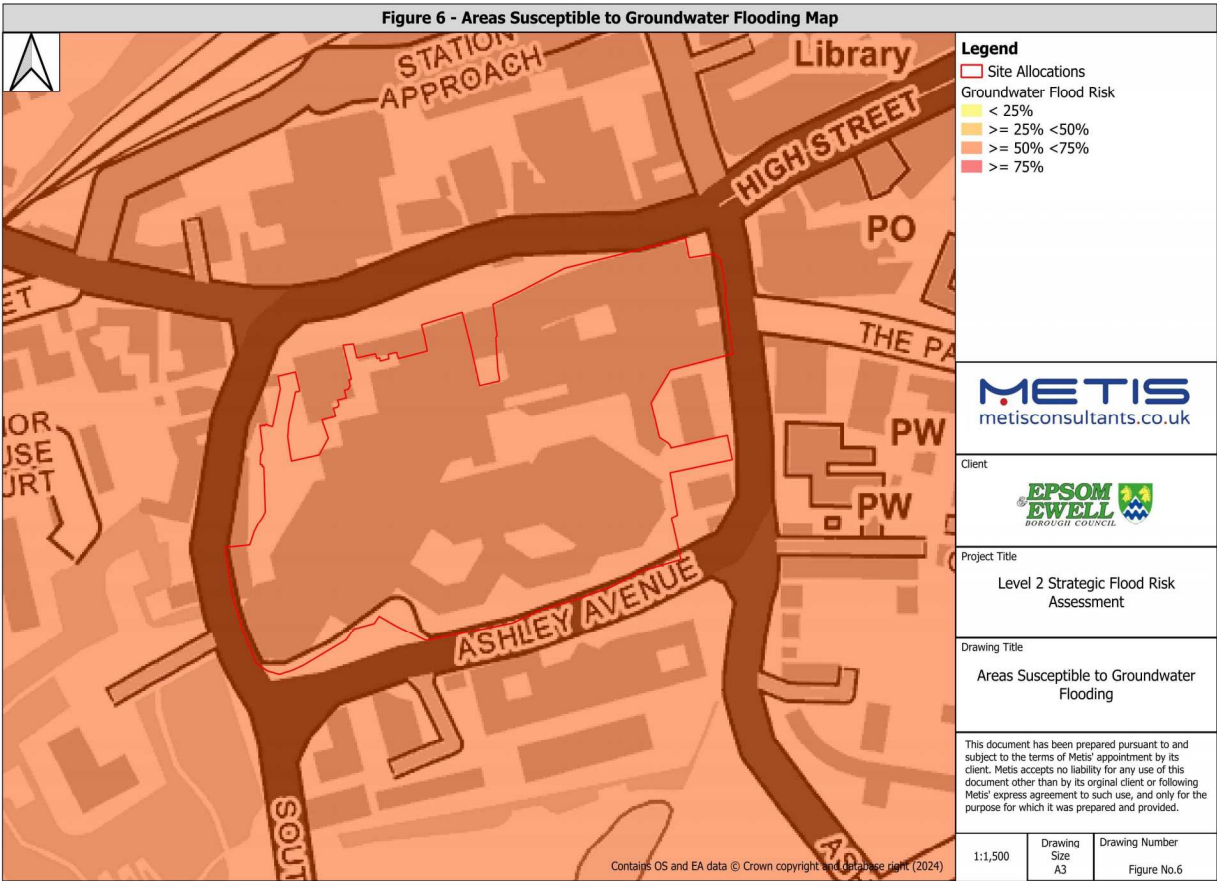 Figure 6 - Areas Susceptible to Groundwater Flooding Map
STATION
APPROACH
Library
HIGH STREET
PO
ET
THE PA
IOR
USE
URT
PW
PW
ASHLEY AVENUE
SOUT
AS
Contains OS and EA data © Crown copyright and database right (2024)
Legend
Site Allocations
Groundwater Flood Risk
< 25%
>= 25% <50%
>= 50% <75%
>= 75%
METIS
metisconsultants.co.uk
Client
EPSOM
& EWELL
BOROUGH COUNCIL
Project Title
Level 2 Strategic Flood Risk
Assessment
Drawing Title
Areas Susceptible to Groundwater
Flooding
This document has been prepared pursuant to and
subject to the terms of Metis' appointment by its
client. Metis accepts no liability for any use of this
document other than by its orginal client or following
Metis' express agreement to such use, and only for the
purpose for which it was prepared and provided.
1:1,500
Drawing
Size
A3
Drawing Number
Figure No.6